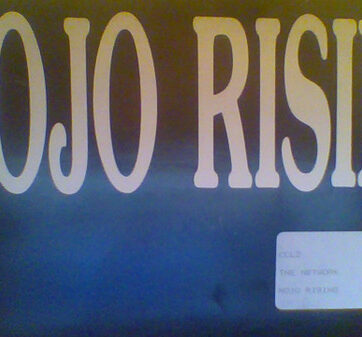 OJO RISI
THE NETWORK
MOJO RISING